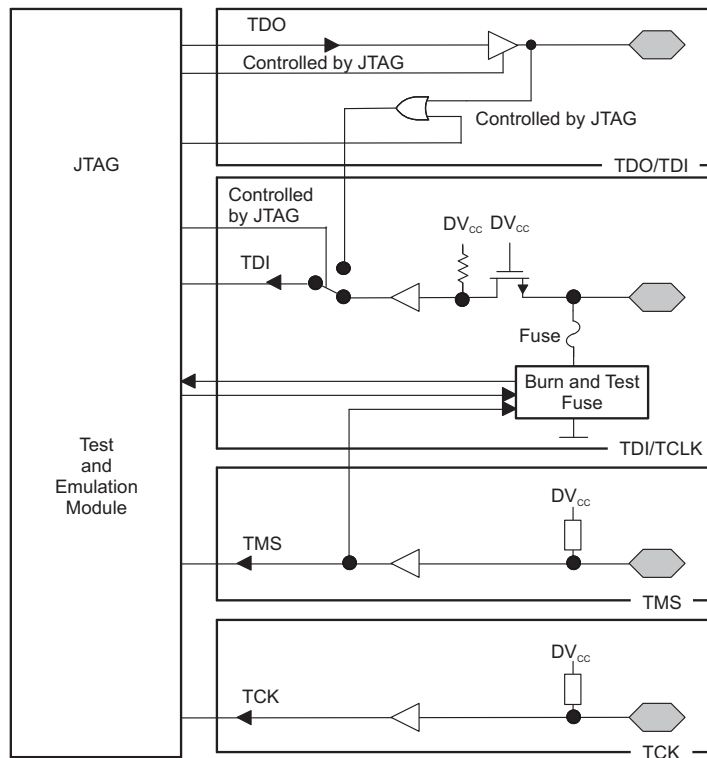 TDO
Controlled by JTAG
Controlled by JTAG
TDO/TDI
JTAG
Controlled
by JTAG
TDI
DVCC
DVCC
Fuse
Burn and Test
Fuse
TDI/TCLK
Test
and
Emulation
Module
DVCC
TMS
TMS
DVCC
TCK
TCK